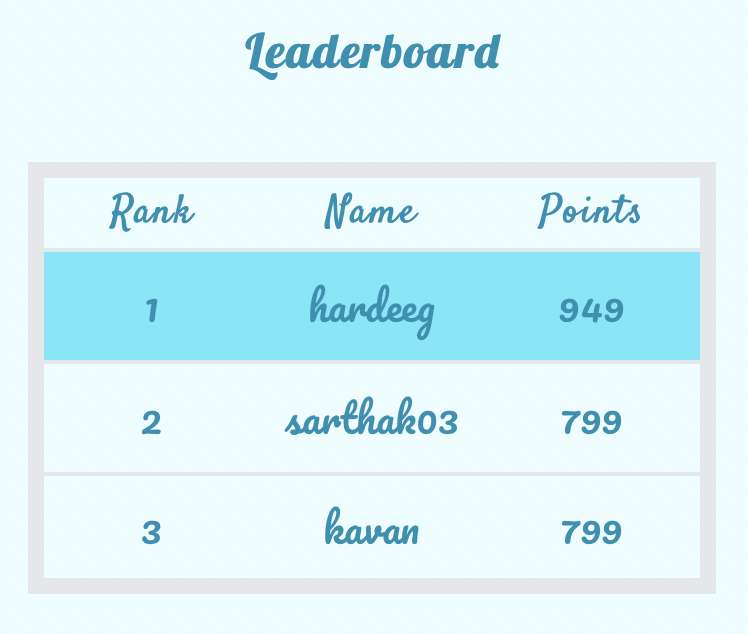 Leaderboard
Rank Name Points
1 hardeeg 949
2 sarthak03 799
3 kavan 799